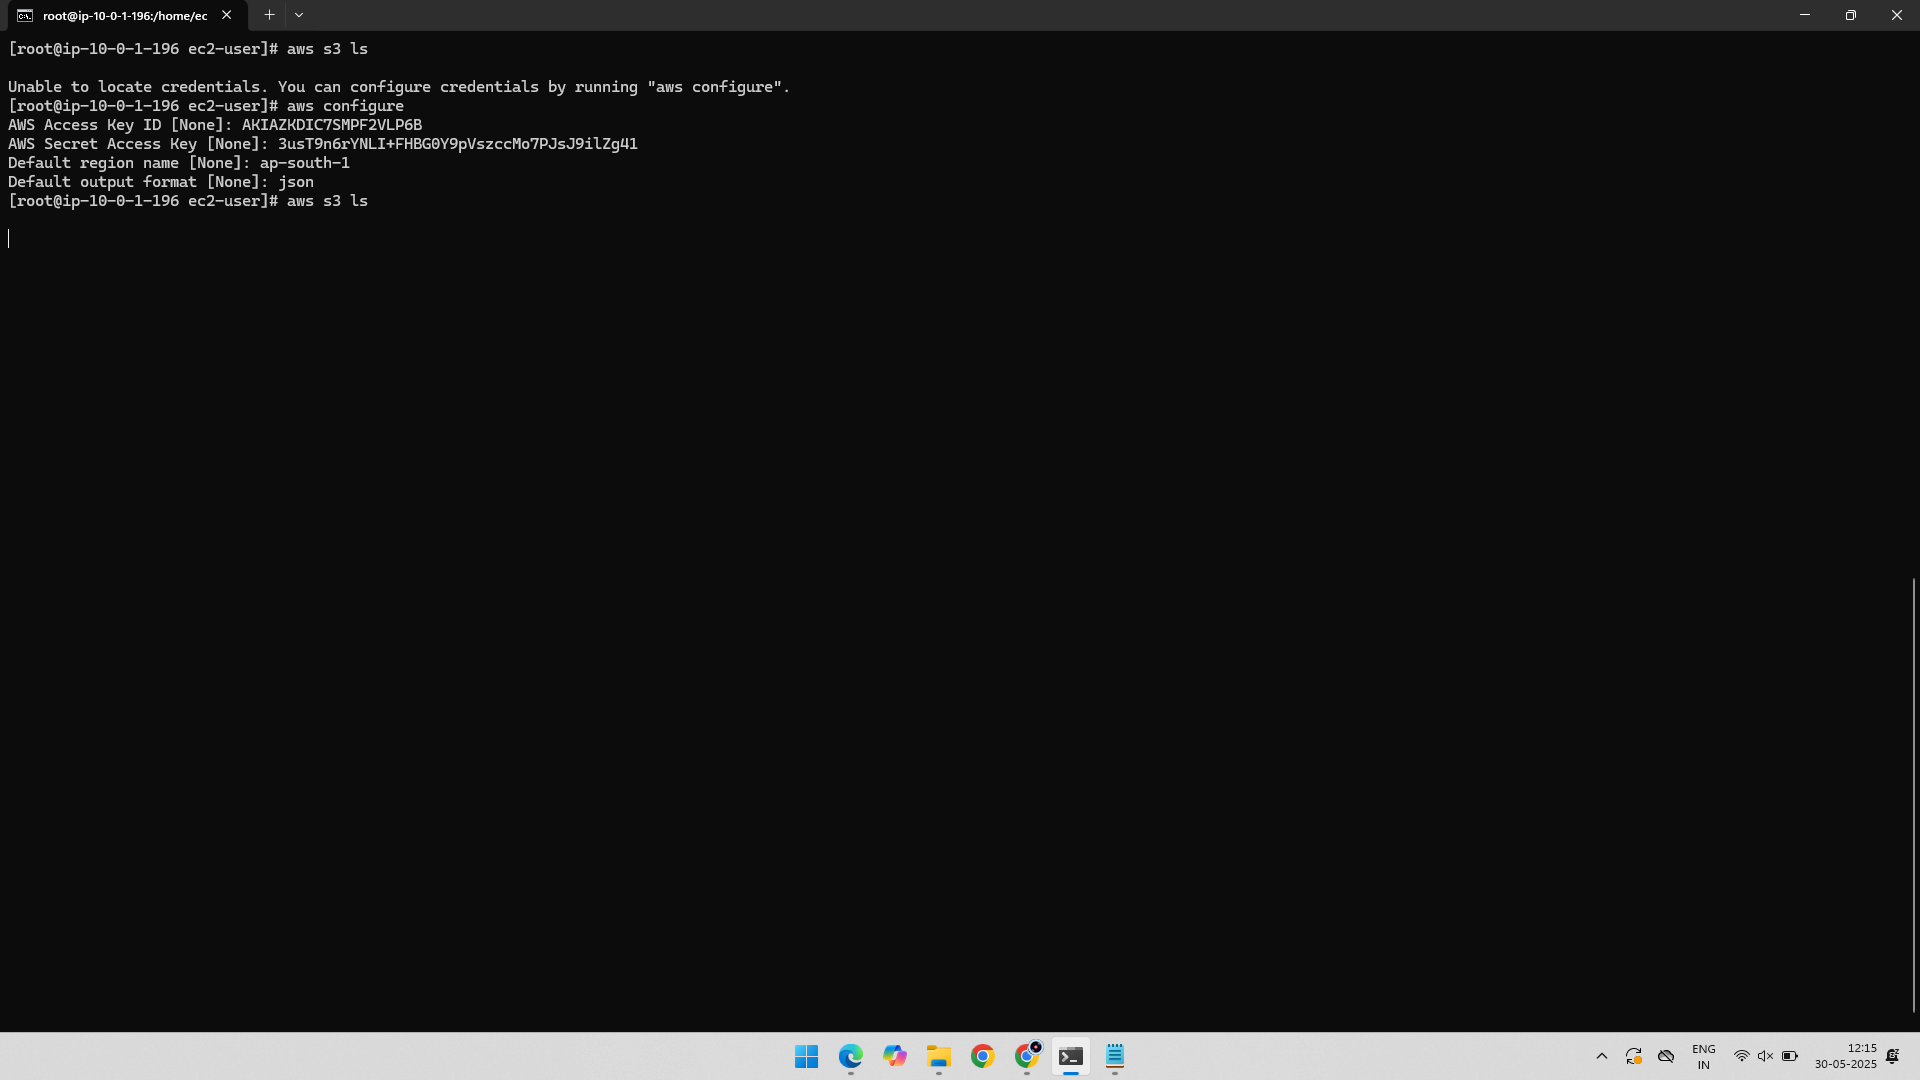 root@ip-10-0-1-196:/home/ec
[root@ip-10-0-1-196 ec2-user]# aws s3 ls
Unable to locate credentials. You can configure credentials by running "aws configure".
[root@ip-10-0-1-196 ec2-user]# aws configure
AWS Access Key ID [None]: AKIAZKDIC7SMPF2VLP6B
AWS Secret Access Key [None]: 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
Default region name [None]: ap-south-1
Default output format [None]: json
[root@ip-10-0-1-196 ec2-user]# aws s3 ls
ENG
IN
12:15
30-05-2025